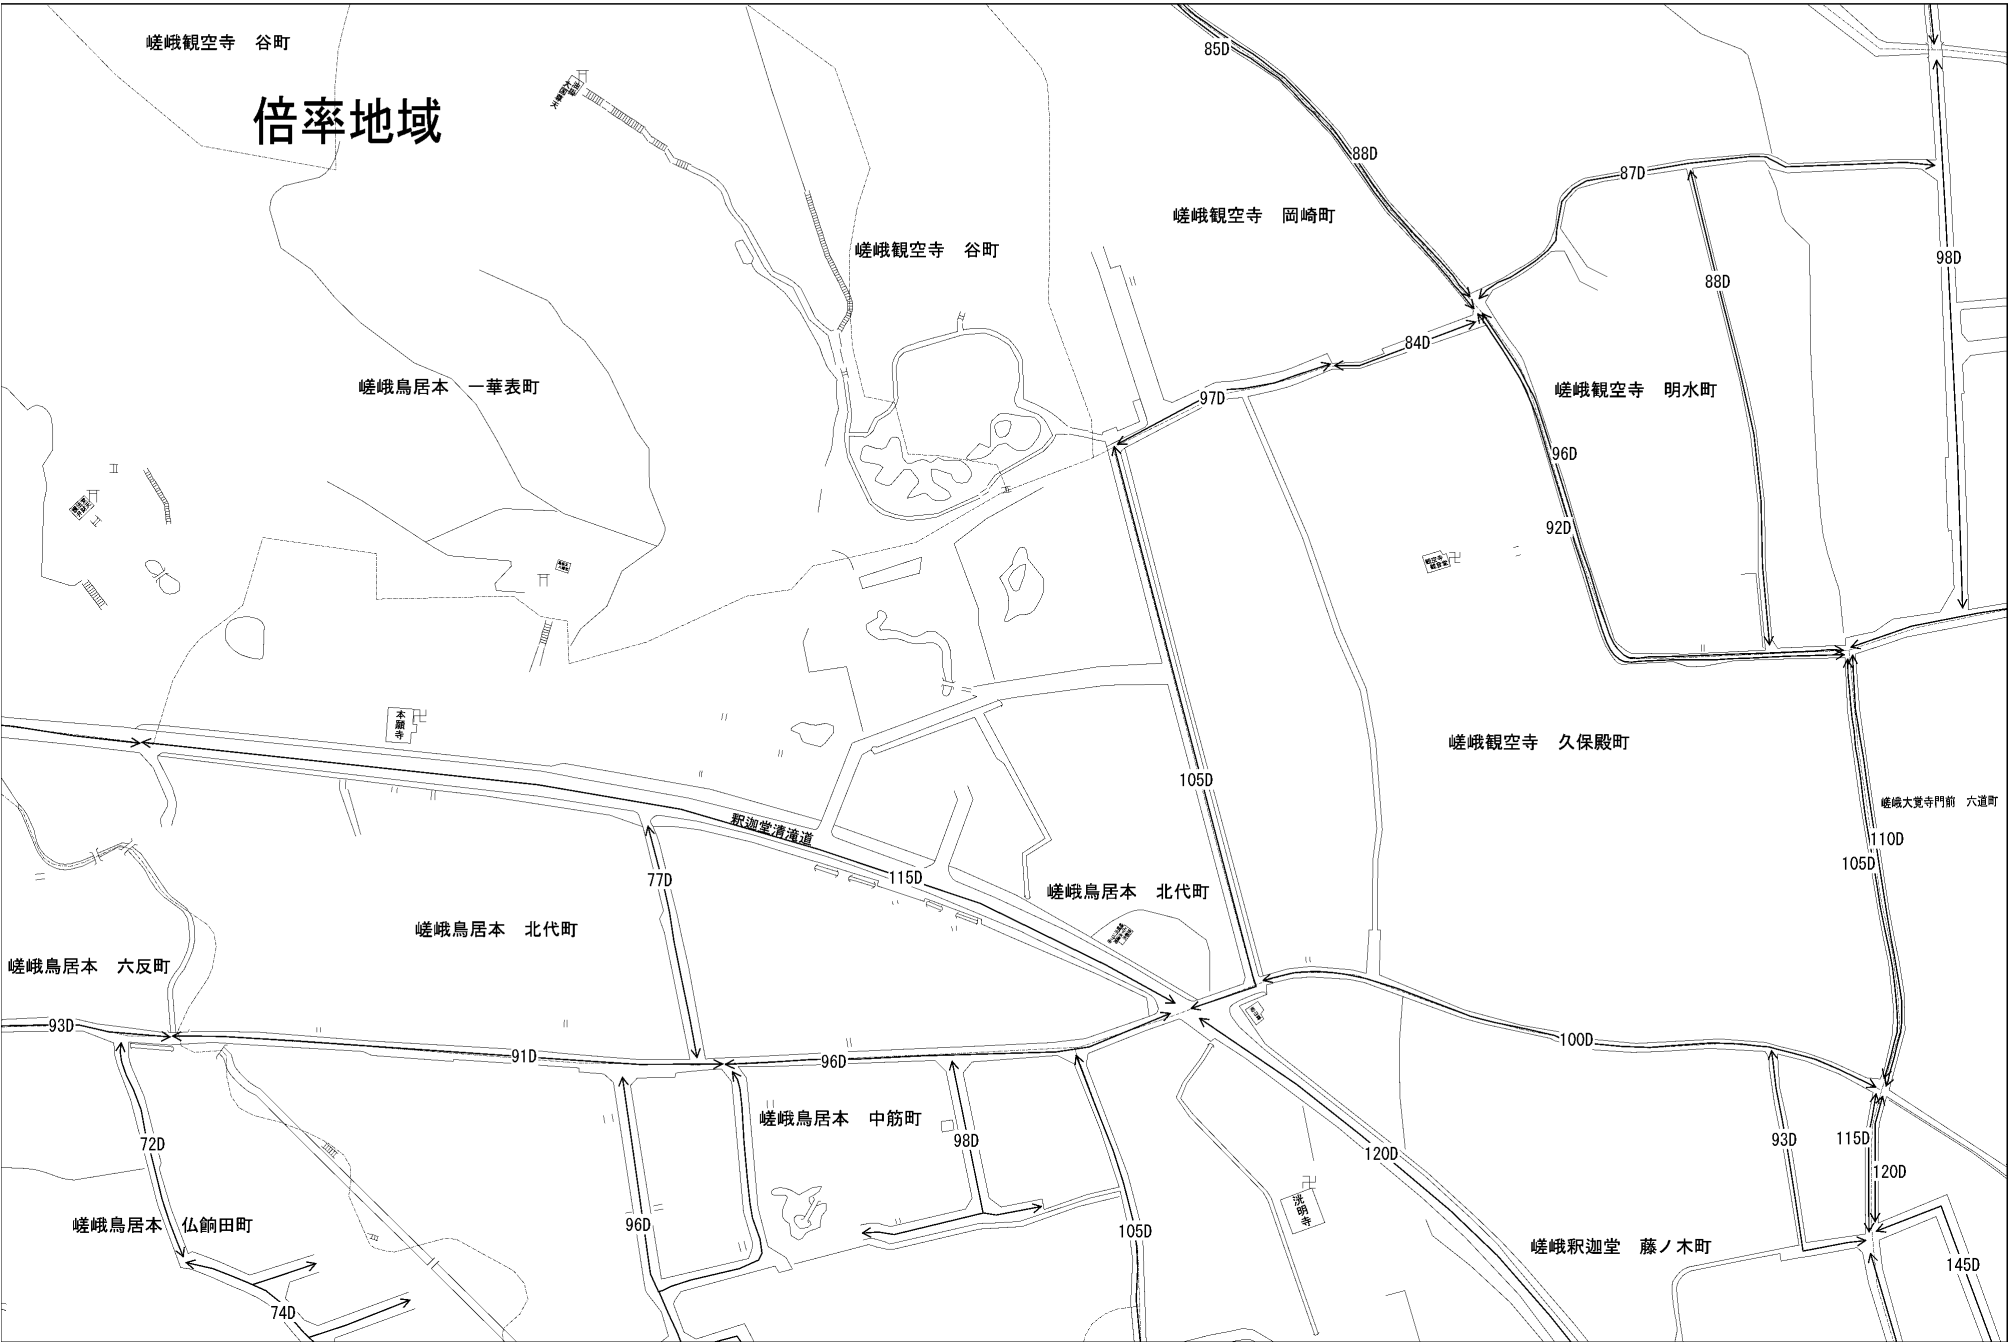 嵯峨観空寺　谷町
倍率地域
85D
88D
87D
嵯峨観空寺　岡崎町
嵯峨観空寺　谷町
98D
88D
84D
嵯峨鳥居本　一華表町
97D
嵯峨観空寺　明水町
96D
92D
本願寺
嵯峨観空寺　久保殿町
105D
嵯峨大覚寺門前　六道町
釈迦堂清滝道
110D
105D
77D
115D
嵯峨鳥居本　北代町
嵯峨鳥居本　北代町
嵯峨鳥居本　六反町
93D
91D
96D
100D
嵯峨鳥居本　中筋町
72D
98D
120D
93D
115D
120D
嵯峨鳥居本　仏餉田町
96D
105D
洸明寺
嵯峨釈迦堂　藤ノ木町
145D
74D